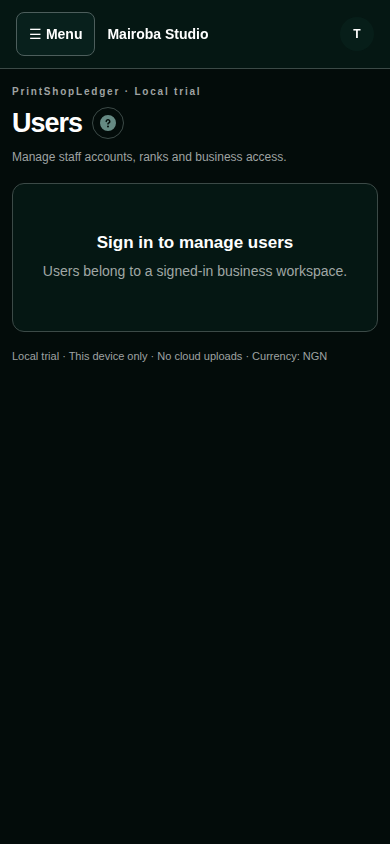 ☰ Menu
Mairoba Studio
T
PrintShopLedger · Local trial
Users
?
Manage staff accounts, ranks and business access.
Sign in to manage users
Users belong to a signed-in business workspace.
Local trial · This device only · No cloud uploads · Currency: NGN